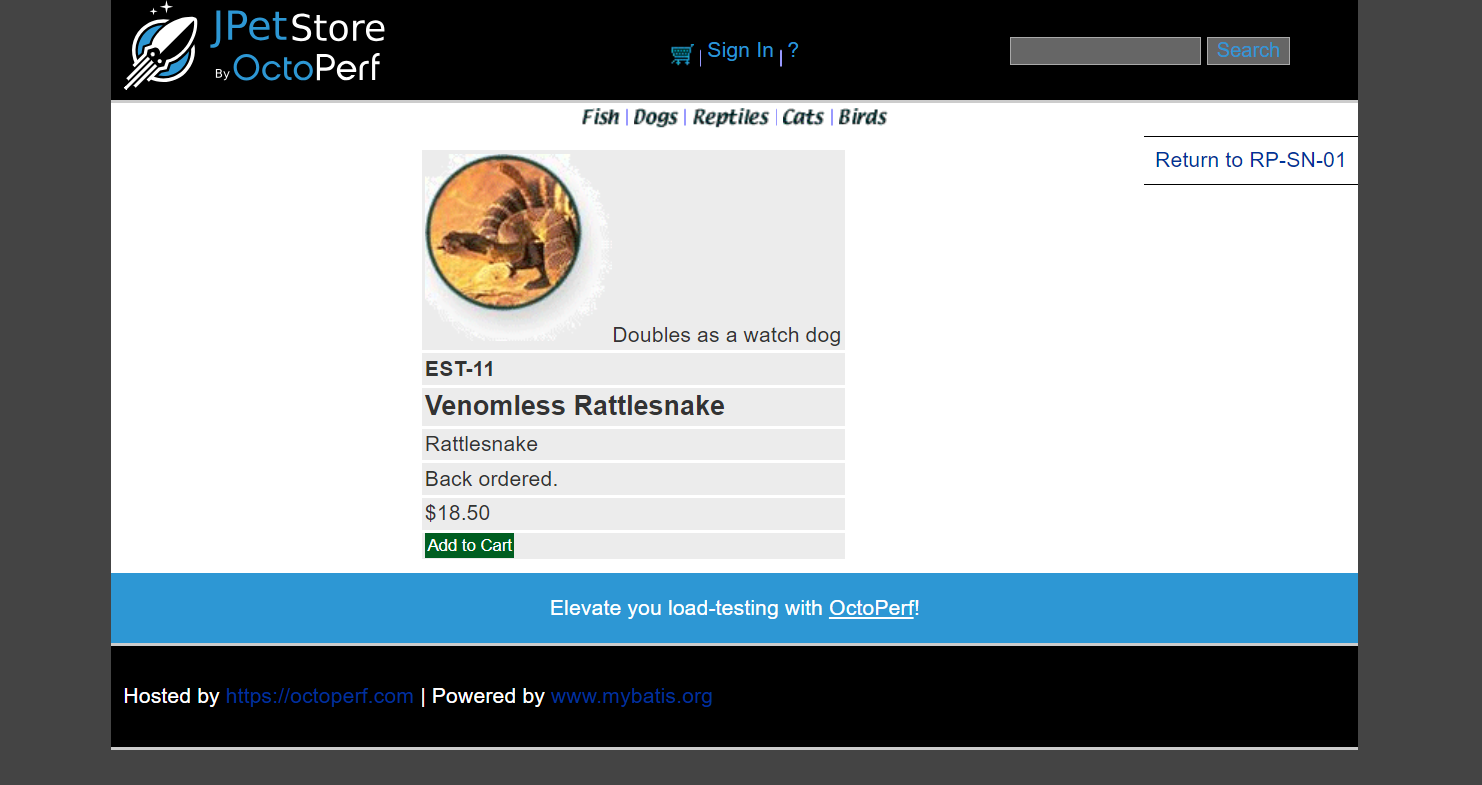 JPetStore
By OctoPerf
Sign In ?
Search
Fish Dogs Reptiles Cats Birds
Return to RP-SN-01
Doubles as a watch dog
EST-11
Venomless Rattlesnake
Rattlesnake
Back ordered.
$18.50
Add to Cart
Elevate you load-testing with OctoPerf!
Hosted by https://octoperf.com | Powered by www.mybatis.org